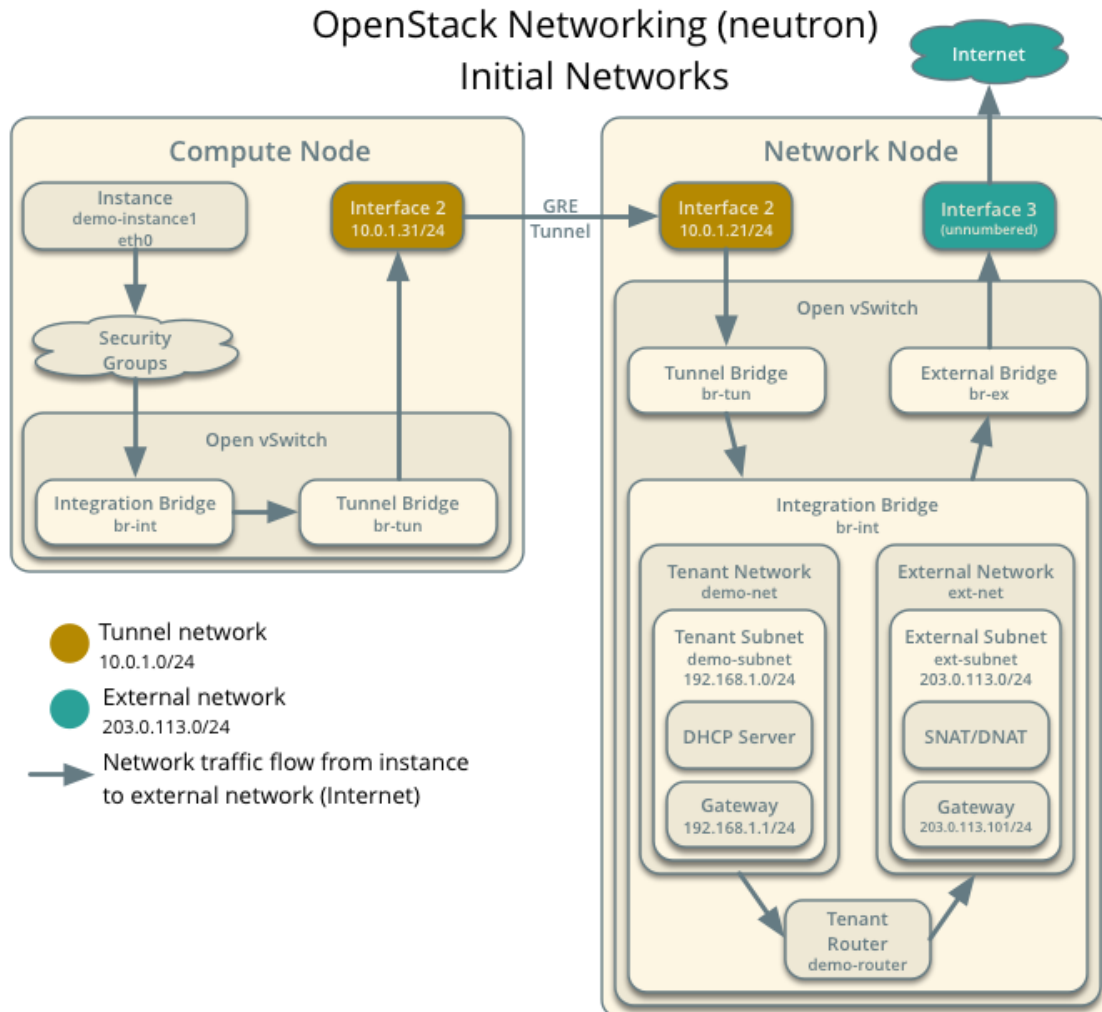 OpenStack Networking (neutron)
Initial Networks
Internet
Compute Node
Instance
demo-instance1
eth0
Interface 2
10.0.1.31/24
Security
Groups
Open vSwitch
Integration Bridge
br-int
Tunnel Bridge
br-tun
GRE
Tunnel
Network Node
Interface 2
10.0.1.21/24
Interface 3
(unnumbered)
Open vSwitch
Tunnel Bridge
br-tun
External Bridge
br-ex
Integration Bridge
br-int
Tenant Network
demo-net
Tenant Subnet
demo-subnet
192.168.1.0/24
DHCP Server
Gateway
192.168.1.1/24
External Network
ext-net
External Subnet
ext-subnet
203.0.113.0/24
SNAT/DNAT
Gateway
203.0.113.101/24
Tenant
Router
demo-router
Tunnel network
10.0.1.0/24
External network
203.0.113.0/24
Network traffic flow from instance
to external network (Internet)